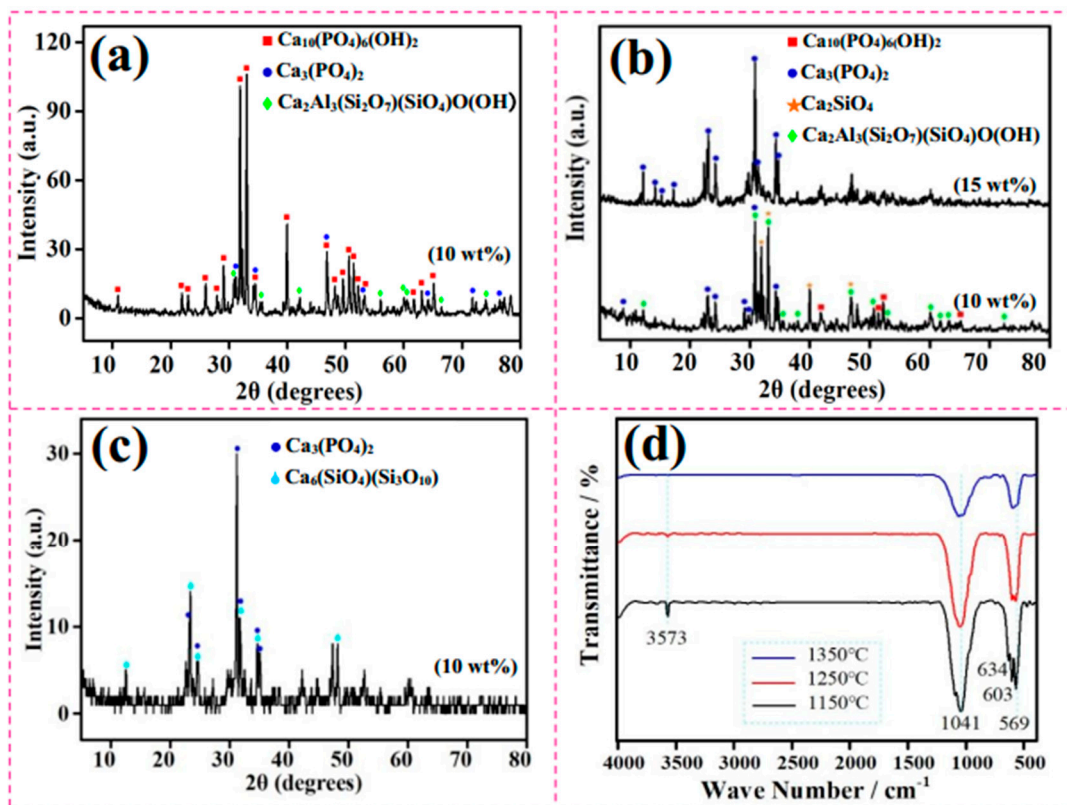 (a)
Ca10(PO4)6(OH)2
Ca3(PO4)2
Ca2Al3(Si2O7)(SiO4)O(OH)
(10 wt%)
Intensity (a.u.)
120
90
60
30
0
10 20 30 40 50 60 70 80
2θ (degrees)
(b)
Ca10(PO4)6(OH)2
Ca3(PO4)2
Ca2SiO4
Ca2Al3(Si2O7)(SiO4)O(OH)
(15 wt%)
(10 wt%)
Intensity (a.u.)
10 20 30 40 50 60 70 80
2θ (degrees)
(c)
Ca3(PO4)2
Ca6(SiO4)(Si3O10)
(10 wt%)
Intensity (a.u.)
30
20
10
0
10 20 30 40 50 60 70 80
2θ (degrees)
(d)
Transmittance / %
3573
1350°C
1250°C
1150°C
634
603
1041
569
4000 3500 3000 2500 2000 1500 1000 500
Wave Number / cm-1